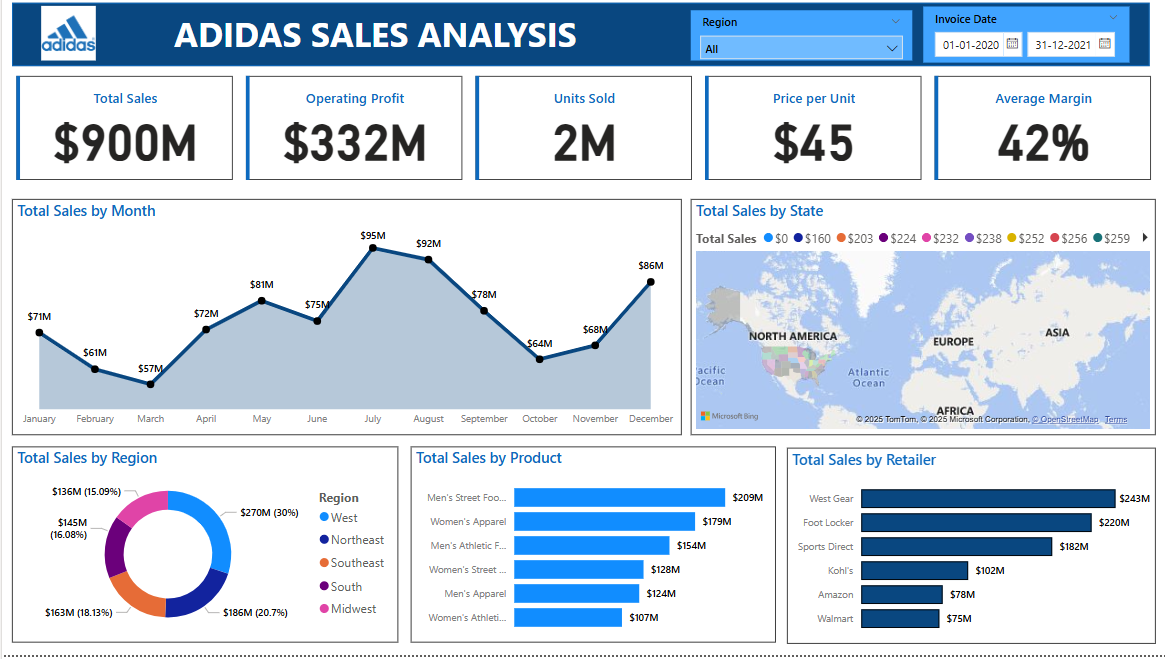 adidas
ADIDAS SALES ANALYSIS
Region
All
Invoice Date
01-01-2020
31-12-2021
Total Sales
$900M
Operating Profit
$332M
Units Sold
2M
Price per Unit
$45
Average Margin
42%
Total Sales by Month
$71M
$61M
$57M
$72M
$81M
$75M
$95M
$92M
$78M
$64M
$68M
$86M
January February March April May June July August September October November December
Total Sales by State
Total Sales $0 $160 $203 $224 $232 $238 $252 $256 $259
NORTH AMERICA
EUROPE
ASIA
acific
Ocean
Atlantic
Ocean
AFRICA
Microsoft Bing
© 2025 TomTom, © 2025 Microsoft Corporation, © OpenStreetMap Terms
Total Sales by Region
$136M (15.09%)
$145M
(16.08%)
$163M (18.13%)
$270M (30%)
$186M (20.7%)
Region
West
Northeast
Southeast
South
Midwest
Total Sales by Product
Men's Street Foo... $209M
Women's Apparel $179M
Men's Athletic F... $154M
Women's Street ... $128M
Men's Apparel $124M
Women's Athleti... $107M
Total Sales by Retailer
West Gear $243M
Foot Locker $220M
Sports Direct $182M
Kohl's $102M
Amazon $78M
Walmart $75M